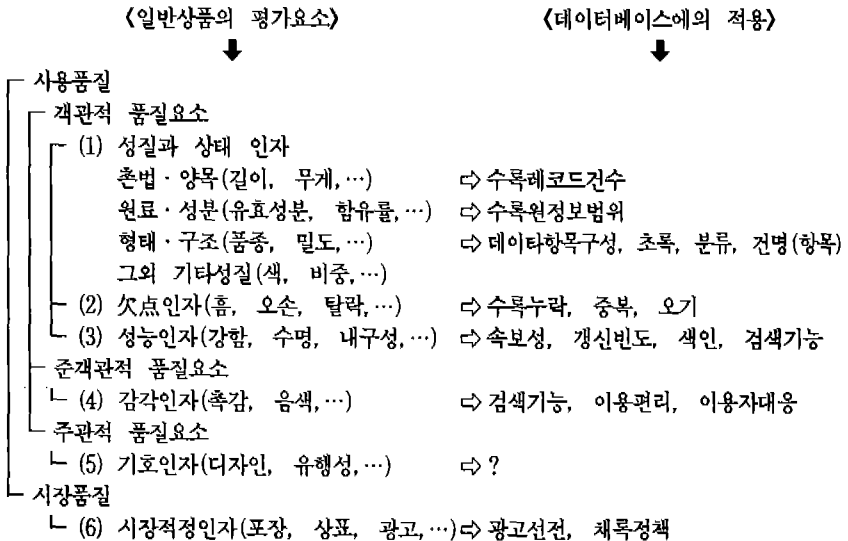 〈일반상품의 평가요소〉 〈데이터베이스에의 적용〉
사용품질
객관적 품질요소
(1) 성질과 상태 인자
촌법·양목(길이, 무게,…) ⇨ 수록레코드건수
원료·성분(유효성분, 함유률,…) ⇨ 수록원정보범위
형태·구조(품종, 밀도,…) ⇨ 데이타항목구성, 초록, 분류, 건명(항목)
그외 기타성질(색, 비중,…)
(2) 欠点인자(흠, 오손, 탈락,…) ⇨ 수록누락, 중복, 오기
(3) 성능인자(강함, 수명, 내구성,…) ⇨ 속보성, 갱신빈도, 색인, 검색기능
준객관적 품질요소
(4) 감각인자(촉감, 음색,…) ⇨ 검색기능, 이용편리, 이용자대응
주관적 품질요소
(5) 기호인자(디자인, 유행성,…) ⇨ ?
시장품질
(6) 시장적정인자(포장, 상표, 광고,…) ⇨ 광고선전, 채록정책